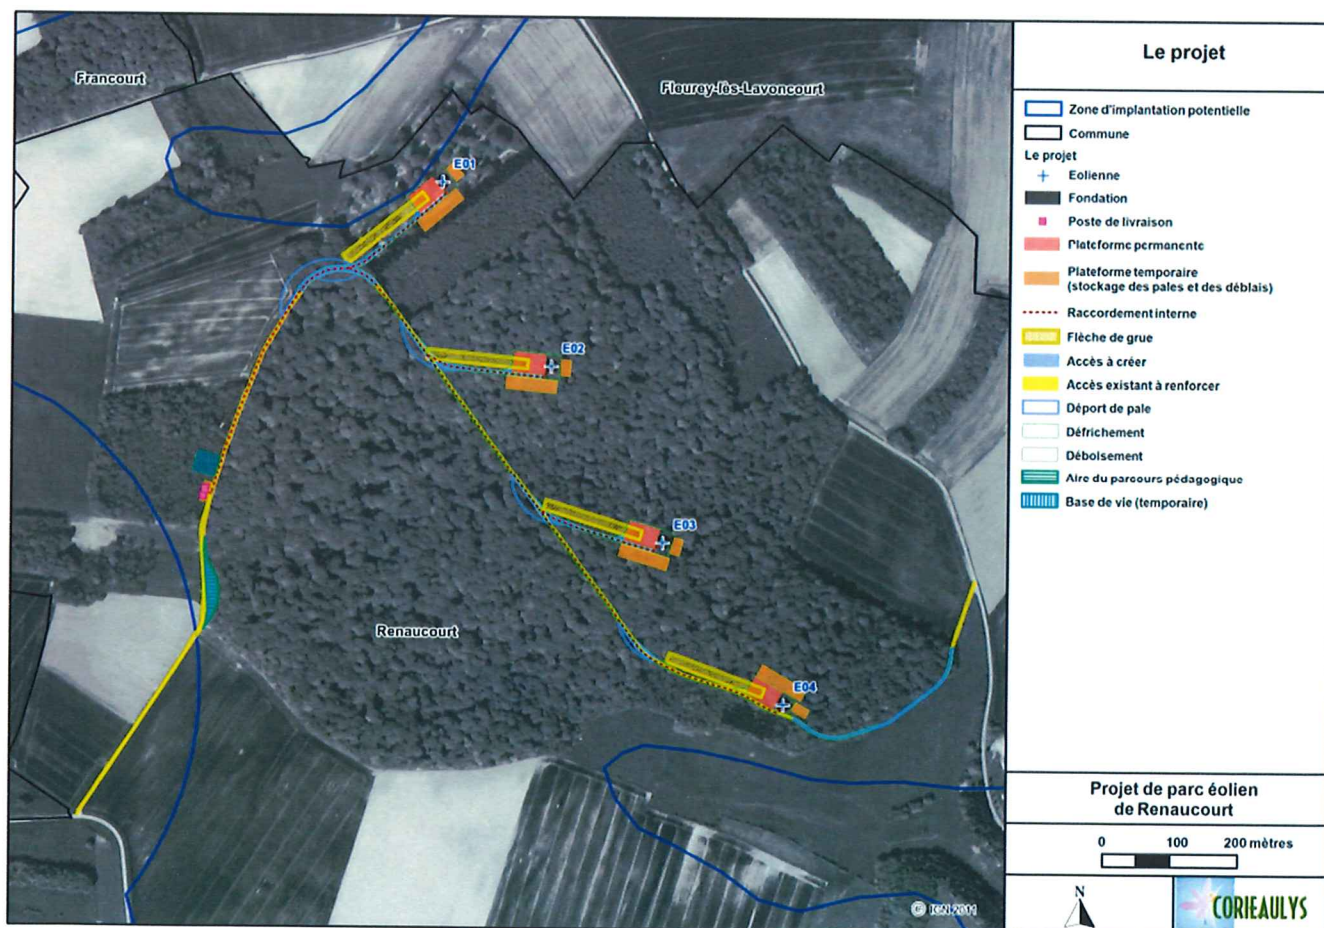 Francourt
Fleurey-lès-Lavoncourt
E01
E02
E03
Renaucourt
E04
© IGN 2011
Le projet
Zone d'implantation potentielle
Commune
Le projet
Eolienne
Fondation
Poste de livraison
Plateforme permanente
Plateforme temporaire
(stockage des pales et des déblais)
Raccordement interne
Flèche de grue
Accès à créer
Accès existant à renforcer
Déport de pale
Défrichement
Déboisement
Aire du parcours pédagogique
Base de vie (temporaire)
Projet de parc éolien
de Renaucourt
0 100 200 mètres
N
CORIEAULYS